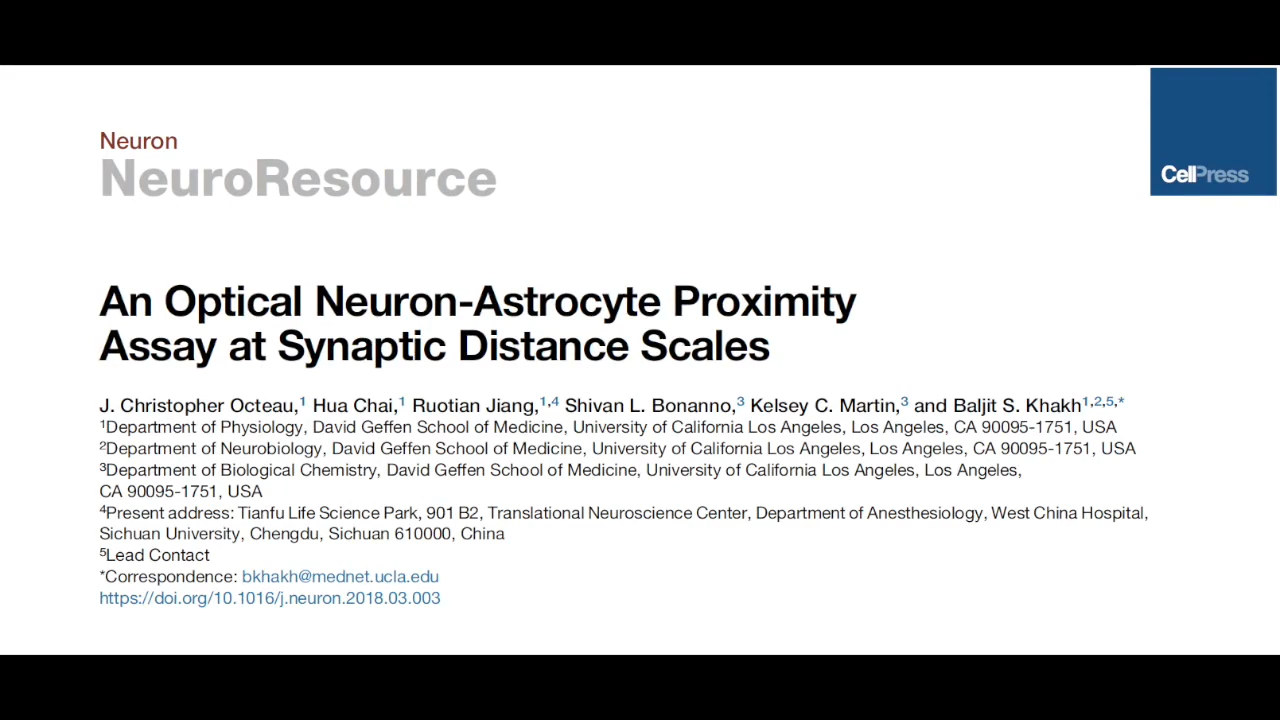 Neuron
NeuroResource
CellPress
An Optical Neuron-Astrocyte Proximity
Assay at Synaptic Distance Scales
J. Christopher Octeau,1 Hua Chai,1 Ruotian Jiang,1,4 Shivan L. Bonanno,3 Kelsey C. Martin,3 and Baljit S. Khakh1,2,5,*
1Department of Physiology, David Geffen School of Medicine, University of California Los Angeles, Los Angeles, CA 90095-1751, USA
2Department of Neurobiology, David Geffen School of Medicine, University of California Los Angeles, Los Angeles, CA 90095-1751, USA
3Department of Biological Chemistry, David Geffen School of Medicine, University of California Los Angeles, Los Angeles,
CA 90095-1751, USA
4Present address: Tianfu Life Science Park, 901 B2, Translational Neuroscience Center, Department of Anesthesiology, West China Hospital,
Sichuan University, Chengdu, Sichuan 610000, China
5Lead Contact
*Correspondence: bkhakh@mednet.ucla.edu
https://doi.org/10.1016/j.neuron.2018.03.003